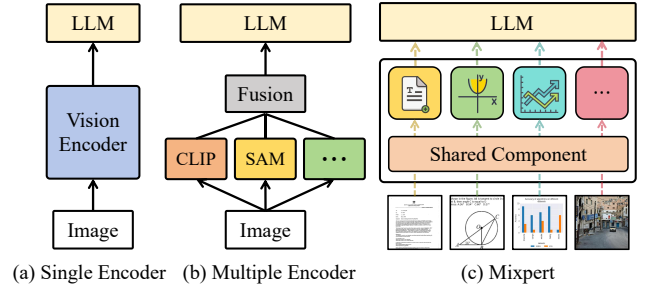 LLM
Vision
Encoder
Image
(a) Single Encoder
LLM
Fusion
CLIP
SAM
...
Image
(b) Multiple Encoder
LLM
T
y
x
...
Shared Component
(c) Mixpert